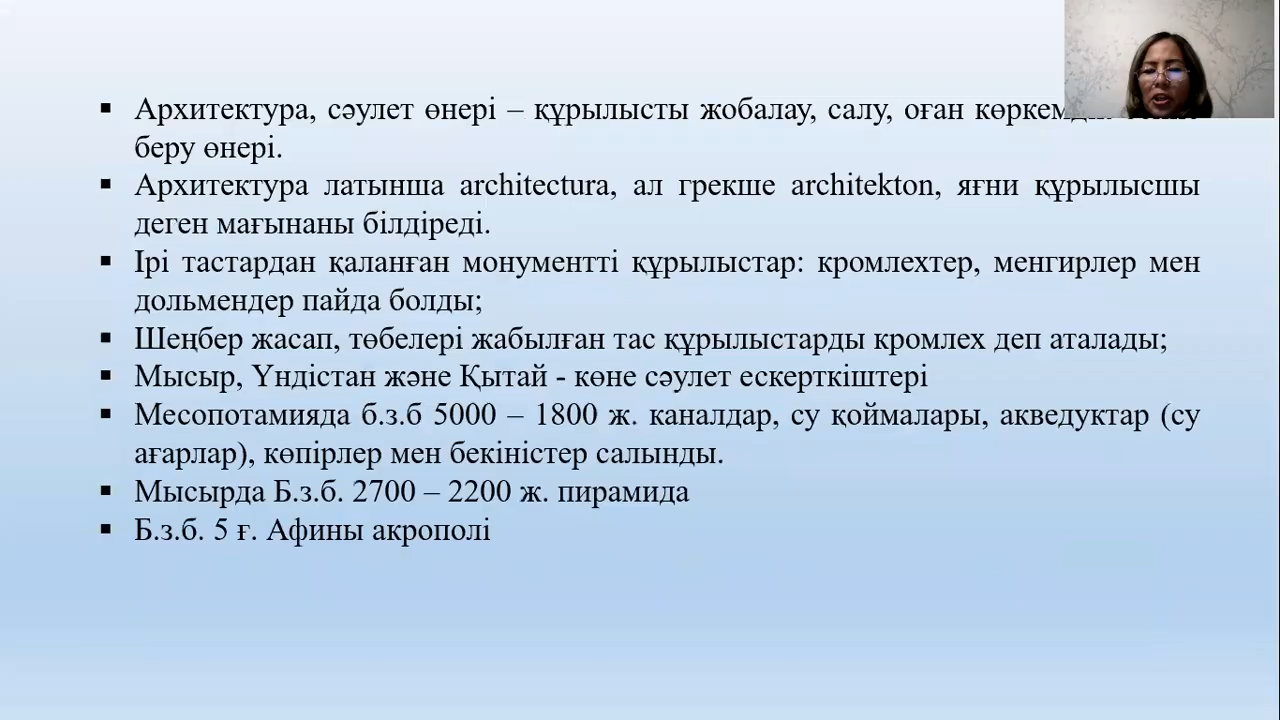 ▪ Архитектура, сәулет өнері – құрылысты жобалау, салу, оған
беру өнері.
▪ Архитектура латынша architectura, ал грекше architekton, яғни құрылысшы
деген мағынаны білдіреді.
▪ Ірі тастардан қаланған монументті құрылыстар: кромлехтер, менгирлер мен
дольмендер пайда болды;
▪ Шеңбер жасап, төбелері жабылған тас құрылыстарды кромлех деп аталады;
▪ Мысыр, Үндістан және Қытай - көне сәулет ескерткіштері
▪ Месопотамияда б.з.б 5000 – 1800 ж. каналдар, су қоймалары, акведуктар (су
ағарлар), көпірлер мен бекіністер салынды.
▪ Мысырда Б.з.б. 2700 – 2200 ж. пирамида
▪ Б.з.б. 5 ғ. Афины акрополі